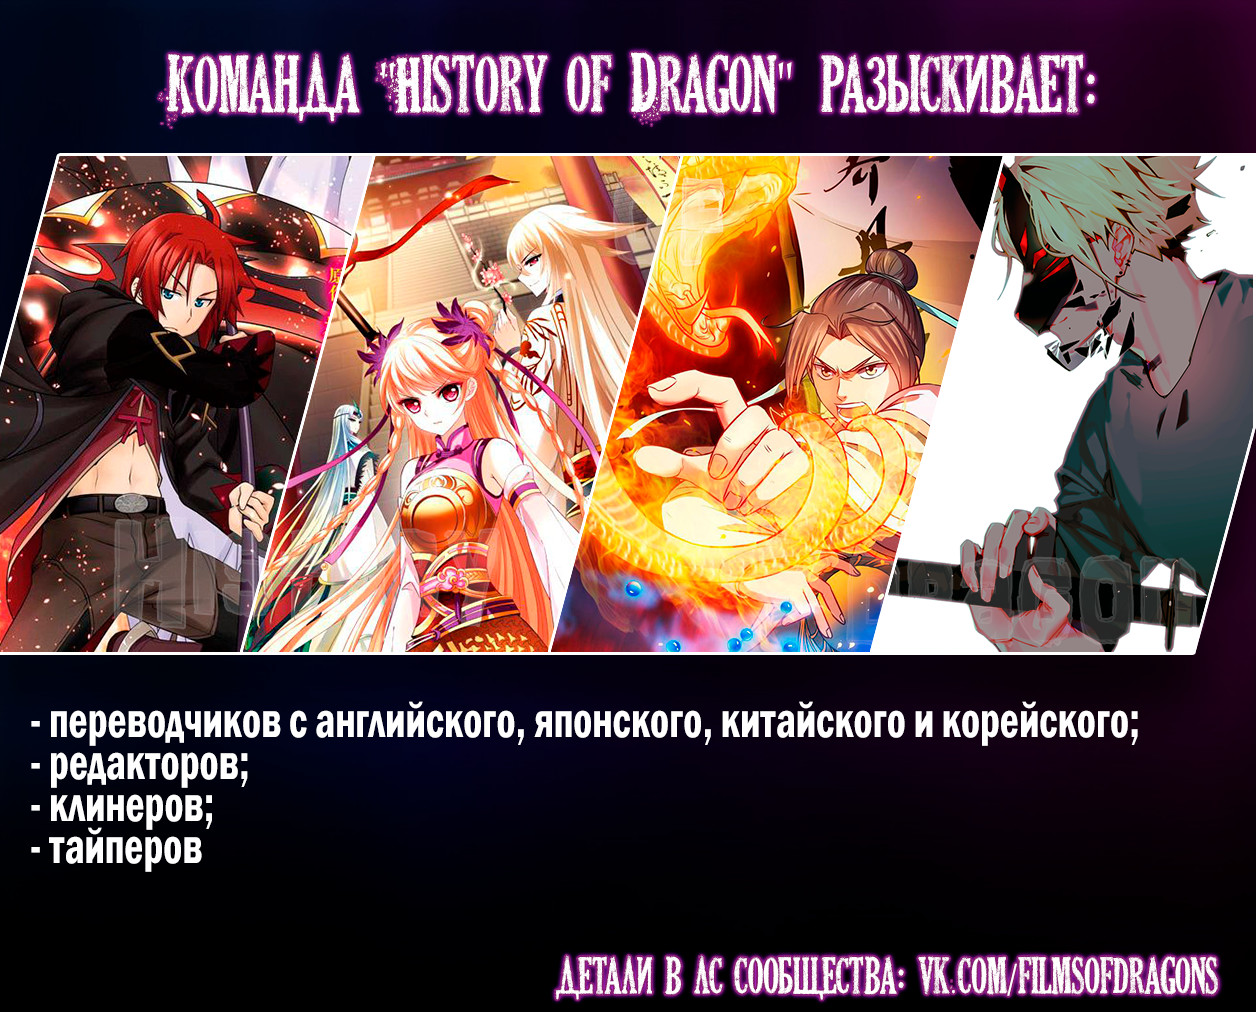 Команда "History of Dragon" разыскивает:
- переводчиков с английского, японского, китайского и корейского;
- редакторов;
- клинеров;
- тайперов
Детали в лс сообщества: vk.com/filmsofdragons